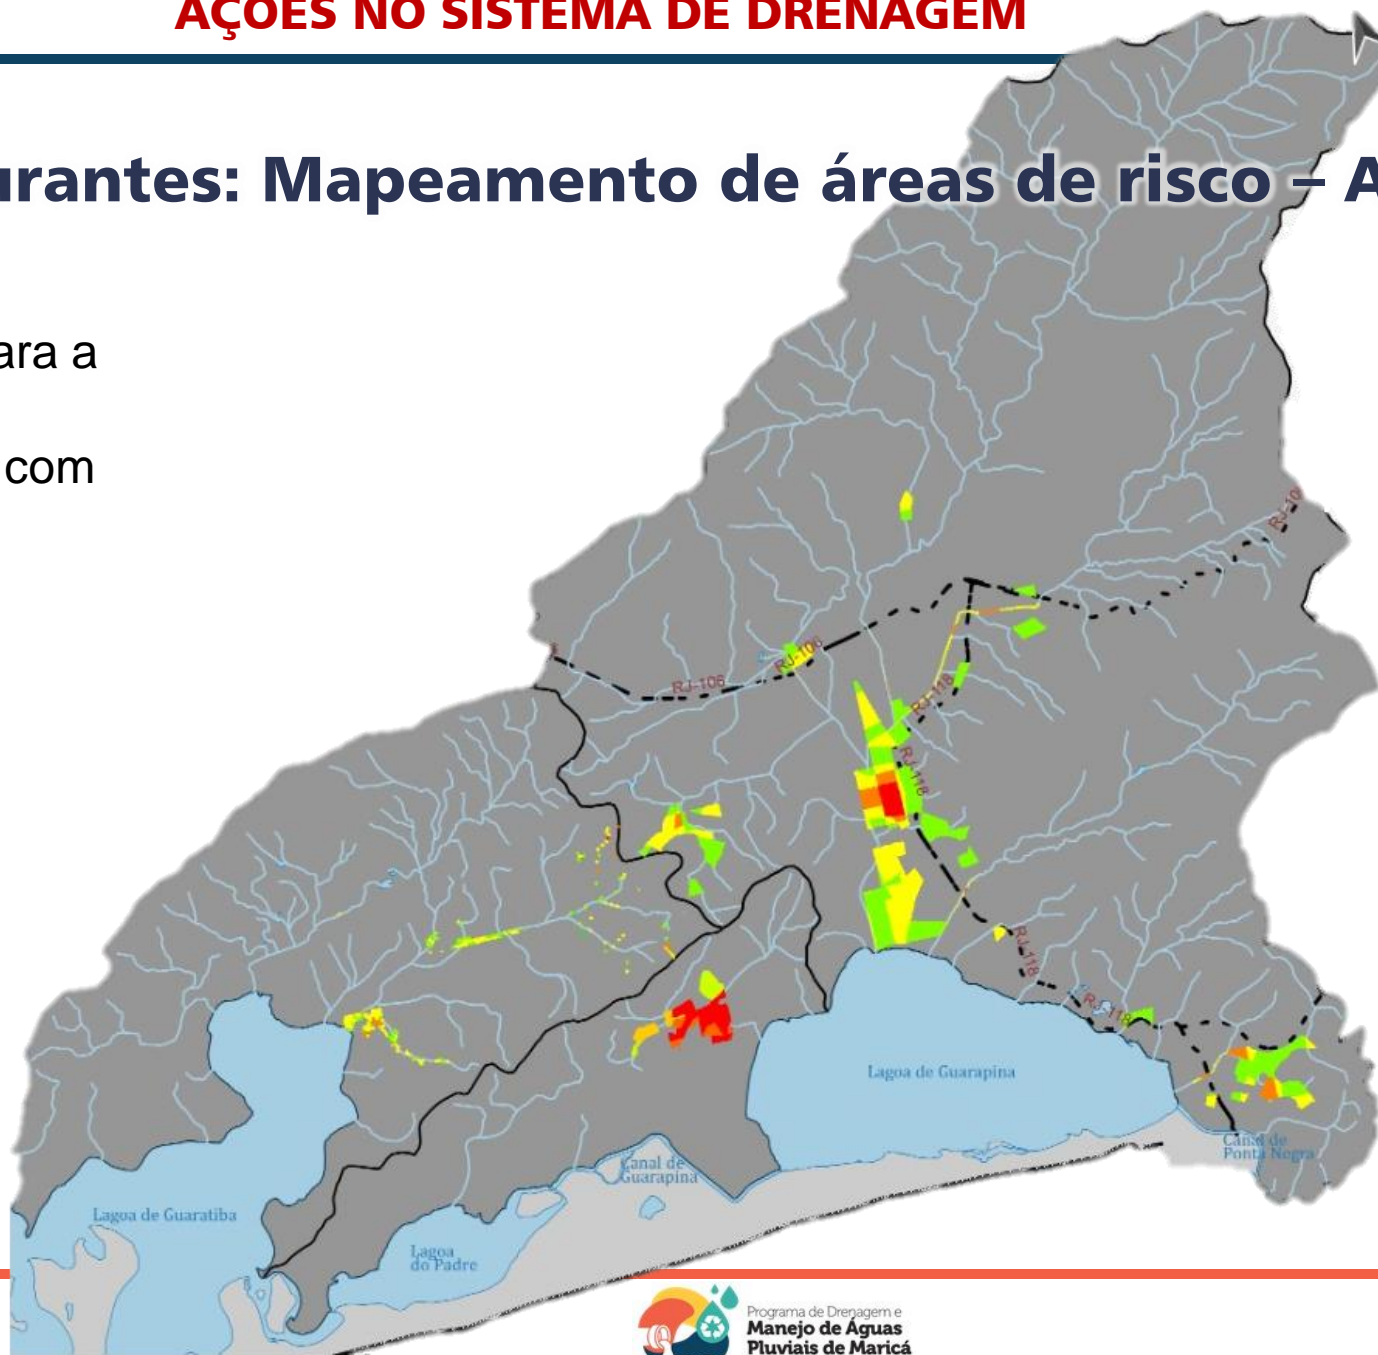 AÇÕES NO SISTEMA DE DRENAGEM
urantes: Mapeamento de áreas de risco – A
ara a
com
RJ-10
RJ-106
RJ-106
RJ-118
RJ-118
RJ-118
RJ-118
Lagoa de Guarapina
Canal de
Ponta Negra
Canal de
Guarapina
Lagoa de Guaratiba
Lagoa
do Padre
Programa de Drenagem e
Manejo de Águas
Pluviais de Maricá